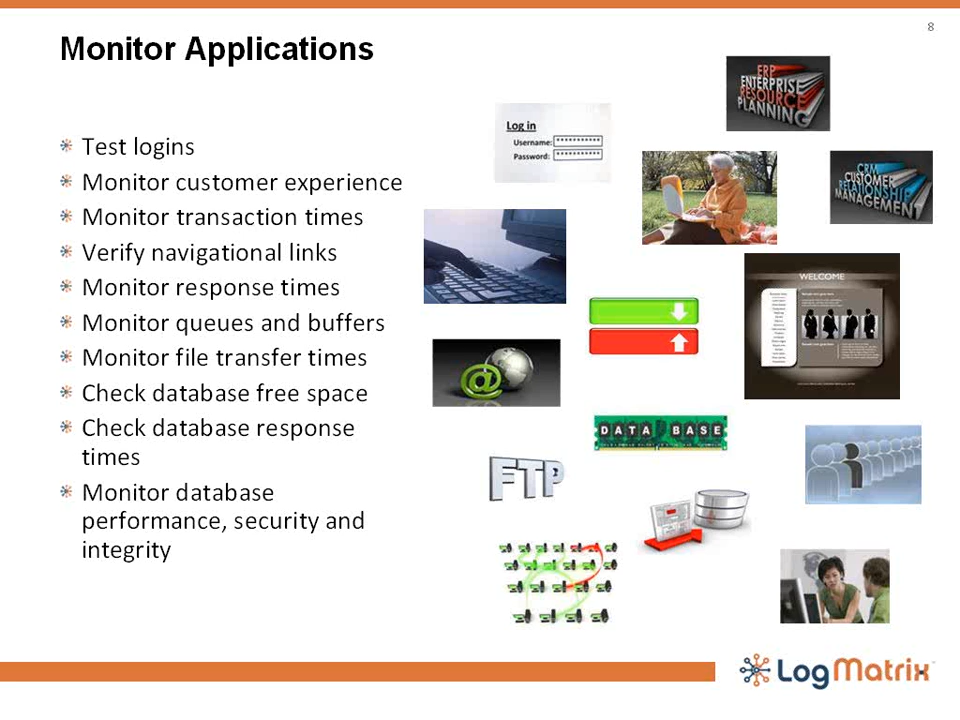 8
Monitor Applications
Test logins
Monitor customer experience
Monitor transaction times
Verify navigational links
Monitor response times
Monitor queues and buffers
Monitor file transfer times
Check database free space
Check database response
times
Monitor database
performance, security and
integrity
ERP
ENTERPRISE
RESOURCE
PLANNING
Log in
Username: ***********
Password: ***********
CRM
CUSTOMER
RELATIONSHIP
MANAGEMENT
WELCOME
@
DATABASE
FTP
LogMatrix